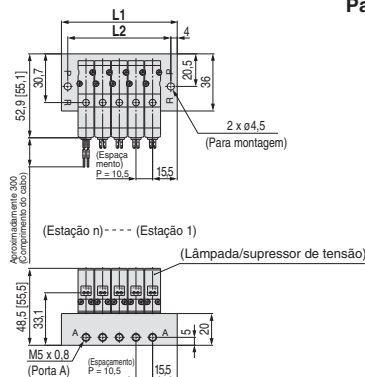 Pa
L1
L2
4
30,7
52,9 [55,1]
20,5
36
P
P
R
R
2 x ø4,5
(Para montagem)
(Espaça
mento)
P = 10,5
15,5
Aproximadamente 300
(Comprimento do cabo)
(Estação n)---- (Estação 1)
(Lâmpada/supressor de tensão)
48,5 [55,5]
33,1
A
A
5
20
M5 x 0,8
(Porta A)
(Espaçamento)
P = 10,5
15,5